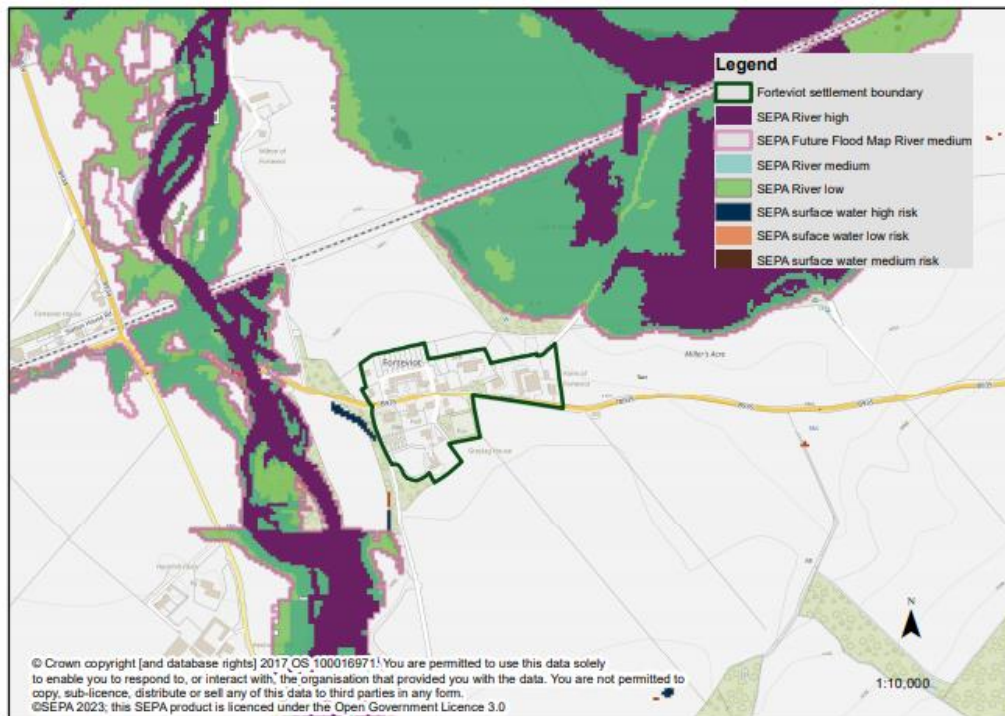 Legend
Forteviot settlement boundary
SEPA River high
SEPA Future Flood Map River medium
SEPA River medium
SEPA River low
SEPA surface water high risk
SEPA suface water low risk
SEPA surface water medium risk
Forteviot
B935
B935
B935
Miller's Acre
N
1:10,000
© Crown copyright [and database rights] 2017 OS 100016971. You are permitted to use this data solely
to enable you to respond to, or interact with, the organisation that provided you with the data. You are not permitted to
copy, sub-licence, distribute or sell any of this data to third parties in any form.
©SEPA 2023; this SEPA product is licenced under the Open Government Licence 3.0